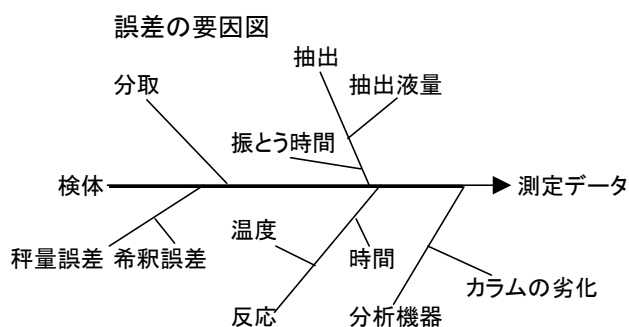 誤差の要因図
抽出
分取
抽出液量
振とう時間
検体
測定データ
温度
秤量誤差
希釈誤差
時間
カラムの劣化
反応
分析機器